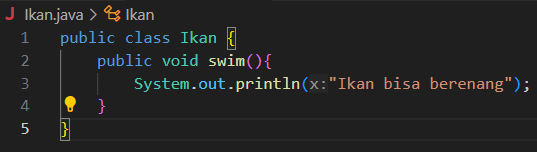 J Ikan.java > Ikan
1 public class Ikan {
2 public void swim(){
3 System.out.println(x:"Ikan bisa berenang");
4 }
5 }